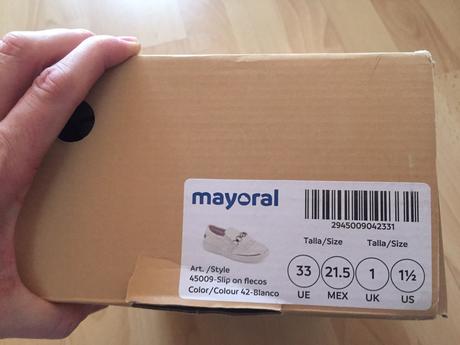 mayoral
2945009042331
Talla/Size Talla/Size
33 21.5 1 1½
UE MEX UK US
Art. /Style
45009-Slip on flecos
Color/Colour 42-Blanco